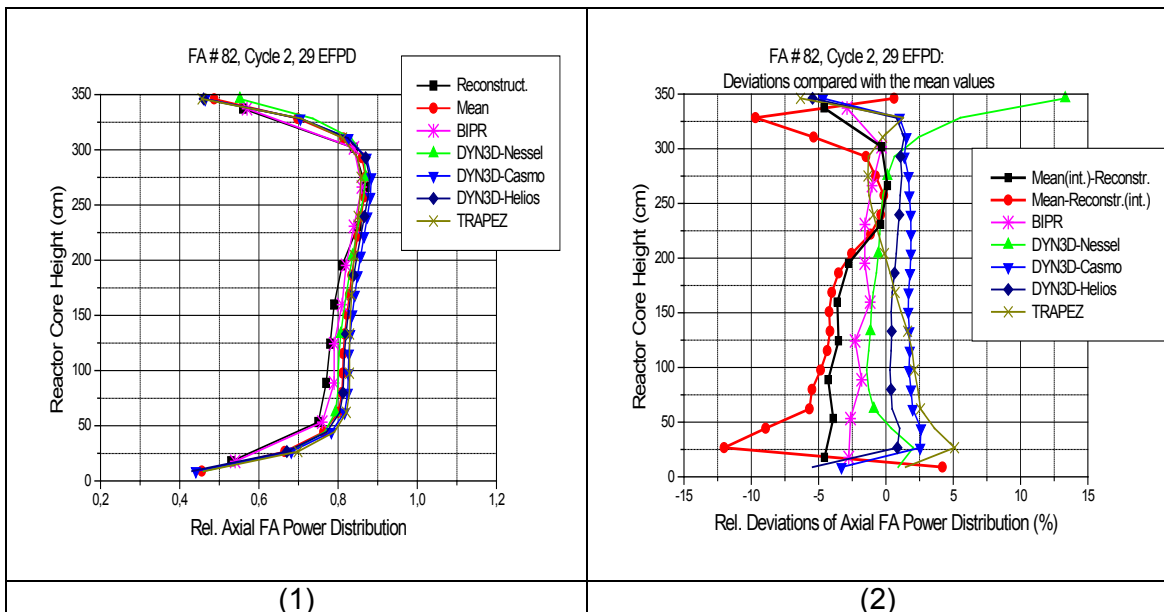 FA # 82, Cycle 2, 29 EFPD
Reconstruct.
Mean
BIPR
DYN3D-Nessel
DYN3D-Casmo
DYN3D-Helios
TRAPEZ
Reactor Core Height (cm)
350
300
250
200
150
100
50
0
0,2 0,4 0,6 0,8 1,0 1,2
Rel. Axial FA Power Distribution
(1)
FA # 82, Cycle 2, 29 EFPD:
Deviations compared with the mean values
Mean(int.)-Reconstr.
Mean-Reconstr.(int.)
BIPR
DYN3D-Nessel
DYN3D-Casmo
DYN3D-Helios
TRAPEZ
Reactor Core Height (cm)
350
300
250
200
150
100
50
0
-15 -10 -5 0 5 10 15
Rel. Deviations of Axial FA Power Distribution (%)
(2)